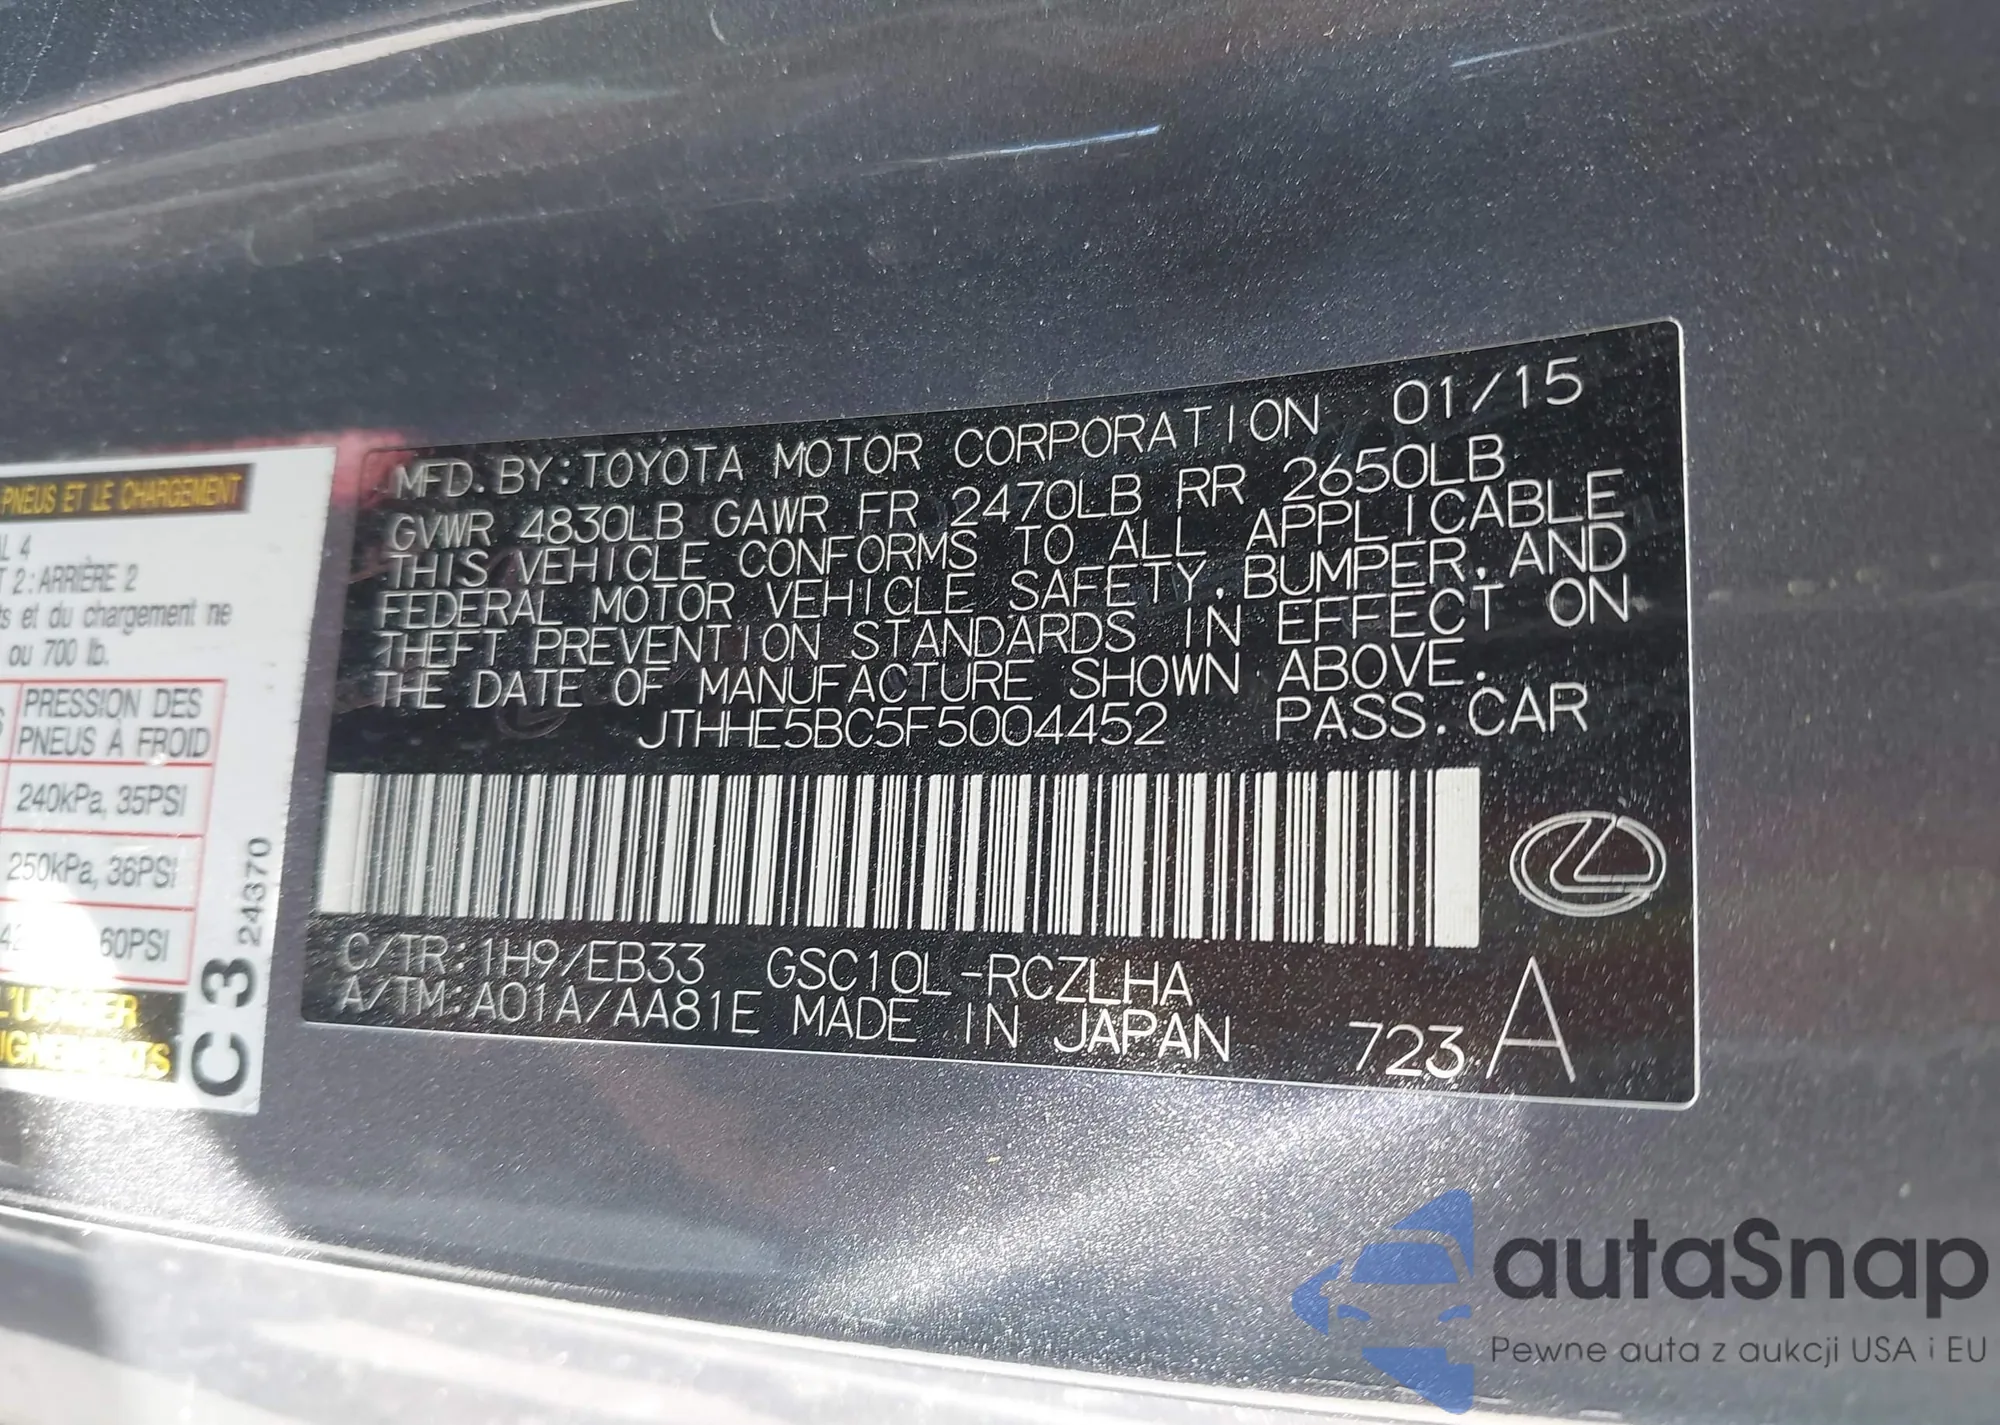 PNEUS ET LE CHARGEMENT
L 4
2 : ARRIÈRE 2
ts et du chargement ne
ou 700 lb.
PRESSION DES
PNEUS À FROID
240kPa, 35PSI
250kPa, 36PSI
60PSI
C3 24370
MFD. BY: TOYOTA MOTOR CORPORATION 01/15
GVWR 4830LB GAWR FR 2470LB RR 2650LB
THIS VEHICLE CONFORMS TO ALL APPLICABLE
FEDERAL MOTOR VEHICLE SAFETY, BUMPER, AND
THEFT PREVENTION STANDARDS IN EFFECT ON
THE DATE OF MANUFACTURE SHOWN ABOVE.
JTHHE5BC5F5004452 PASS. CAR
C/TR: 1H9/EB33 GSC10L-RCZLHA
A/TM: A01A/AA81E MADE IN JAPAN 723 A
autaSnap
Pewne auta z aukcji USA i EU